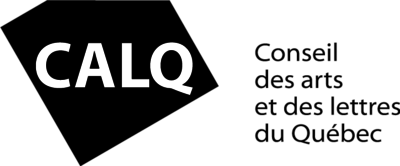 CALQ
Conseil
des arts
et des lettres
du Québec